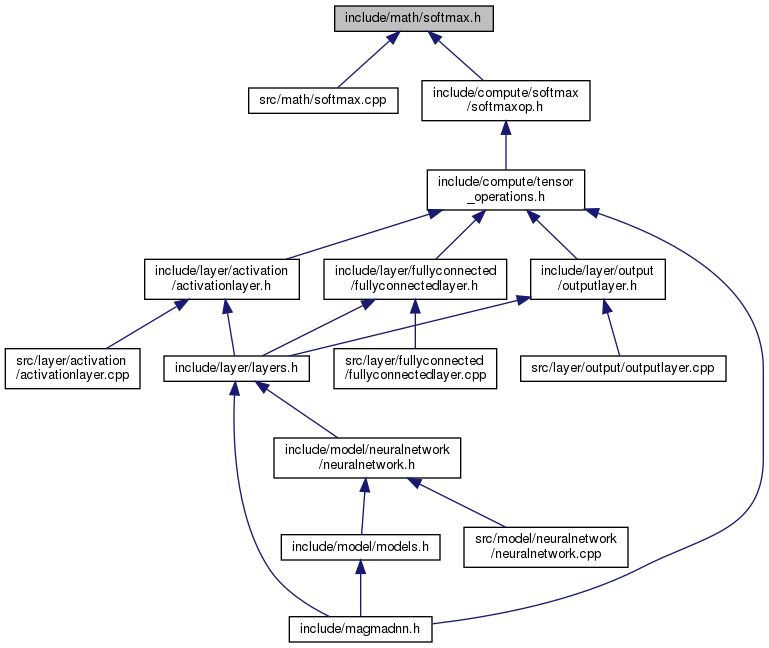 include/math/softmax.h
src/math/softmax.cpp
include/compute/softmax
/softmaxop.h
include/compute/tensor
_operations.h
include/layer/activation
/activationlayer.h
include/layer/fullyconnected
/fullyconnectedlayer.h
include/layer/output
/outputlayer.h
src/layer/activation
/activationlayer.cpp
include/layer/layers.h
src/layer/fullyconnected
/fullyconnectedlayer.cpp
src/layer/output/outputlayer.cpp
include/model/neuralnetwork
/neuralnetwork.h
include/model/models.h
src/model/neuralnetwork
/neuralnetwork.cpp
include/magmadnn.h